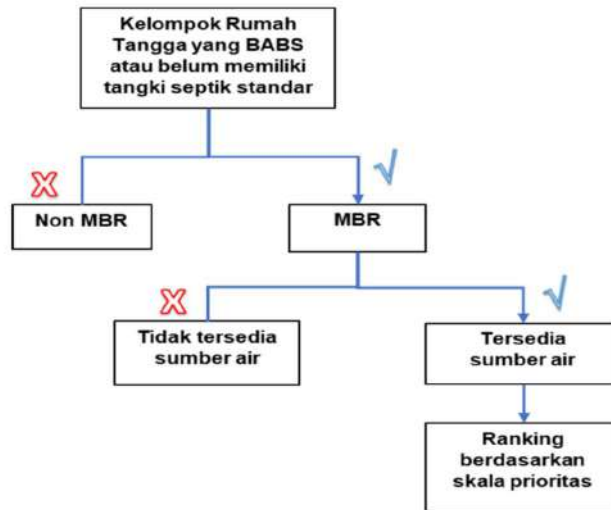 Kelompok Rumah
Tangga yang BABS
atau belum memiliki
tangki septik standar
X
√
Non MBR
MBR
X
√
Tidak tersedia
sumber air
Tersedia
sumber air
Ranking
berdasarkan
skala prioritas